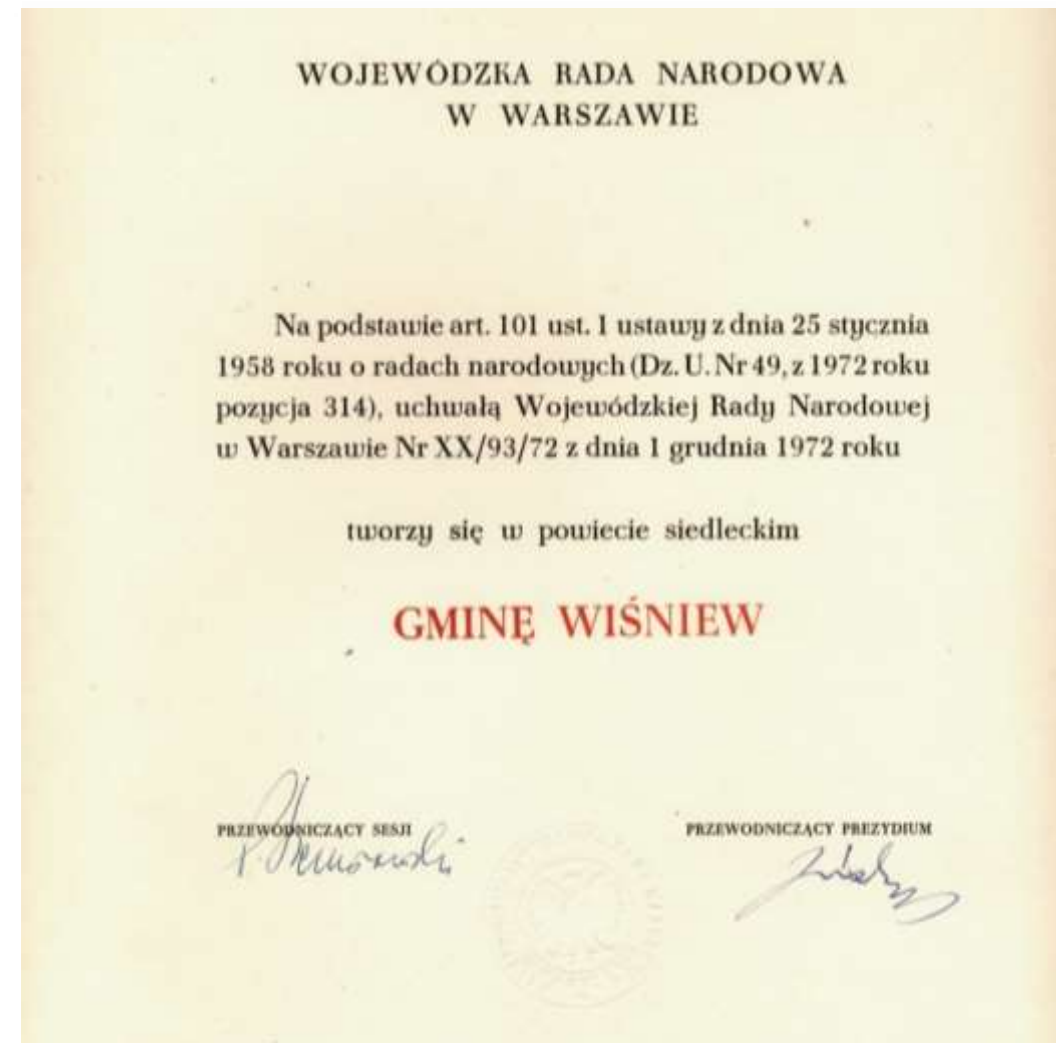 WOJEWÓDZKA RADA NARODOWA
W WARSZAWIE
Na podstawie art. 101 ust. 1 ustawy z dnia 25 stycznia
1958 roku o radach narodowych (Dz. U. Nr 49, z 1972 roku
pozycja 314), uchwałą Wojewódzkiej Rady Narodowej
w Warszawie Nr XX/93/72 z dnia 1 grudnia 1972 roku
tworzy się w powiecie siedleckim
GMINĘ WIŚNIEW
PRZEWODNICZĄCY SESJI
PRZEWODNICZĄCY PREZYDIUM